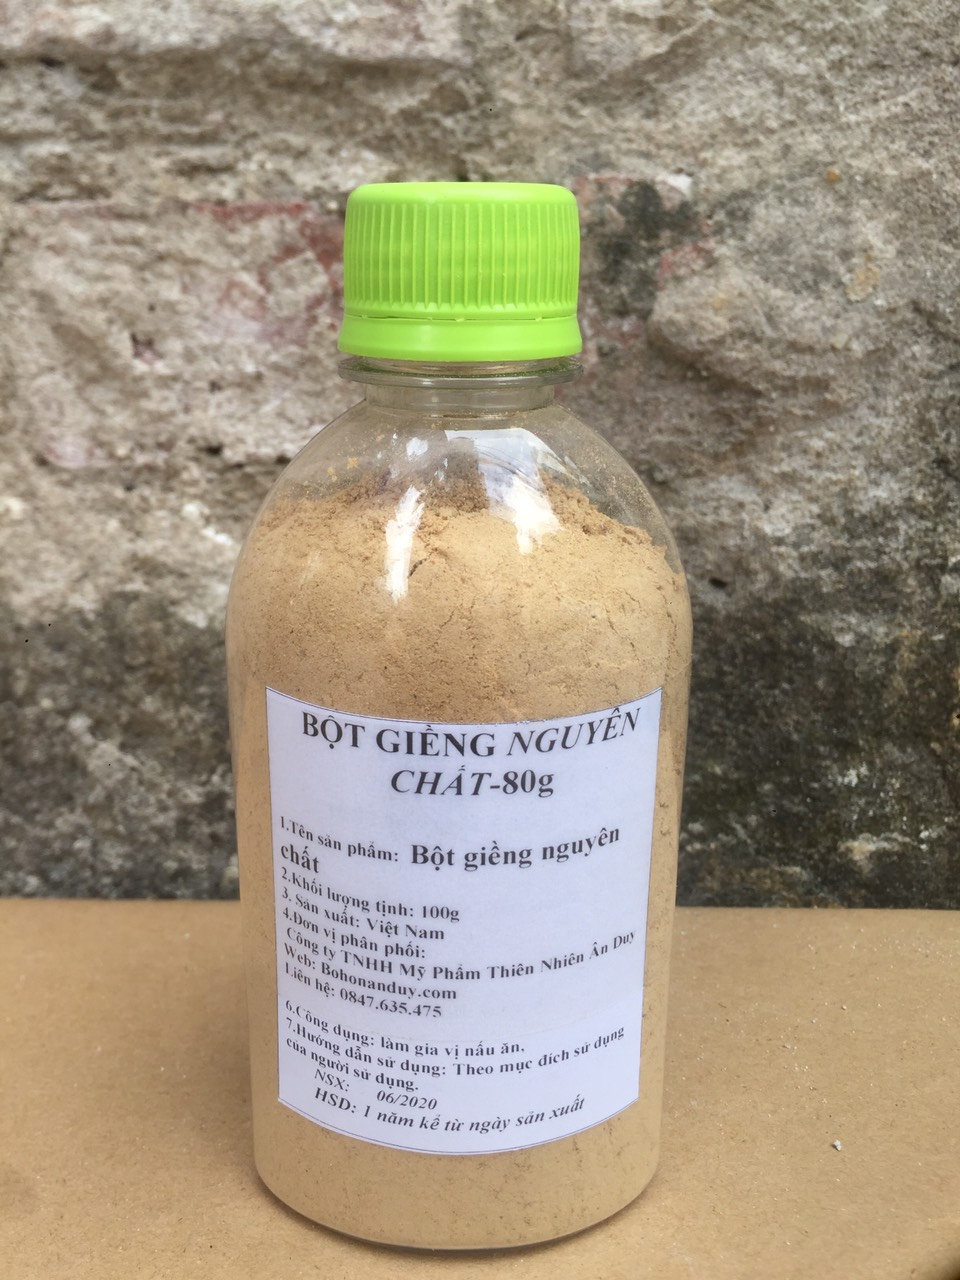 BỘT GIỀNG NGUYÊN
CHẤT-80g
1.Tên sản phẩm: Bột giềng nguyên
chất
2.Khối lượng tịnh: 100g
3. Sản xuất: Việt Nam
4.Đơn vị phân phối:
Công ty TNHH Mỹ Phẩm Thiên Nhiên Ân Duy
Web: Bohonanduy.com
Liên hệ: 0847.635.475
6.Công dụng: làm gia vị nấu ăn.
7.Hướng dẫn sử dụng: Theo mục đích sử dụng
của người sử dụng.
NSX: 06/2020
HSD: 1 năm kể từ ngày sản xuất